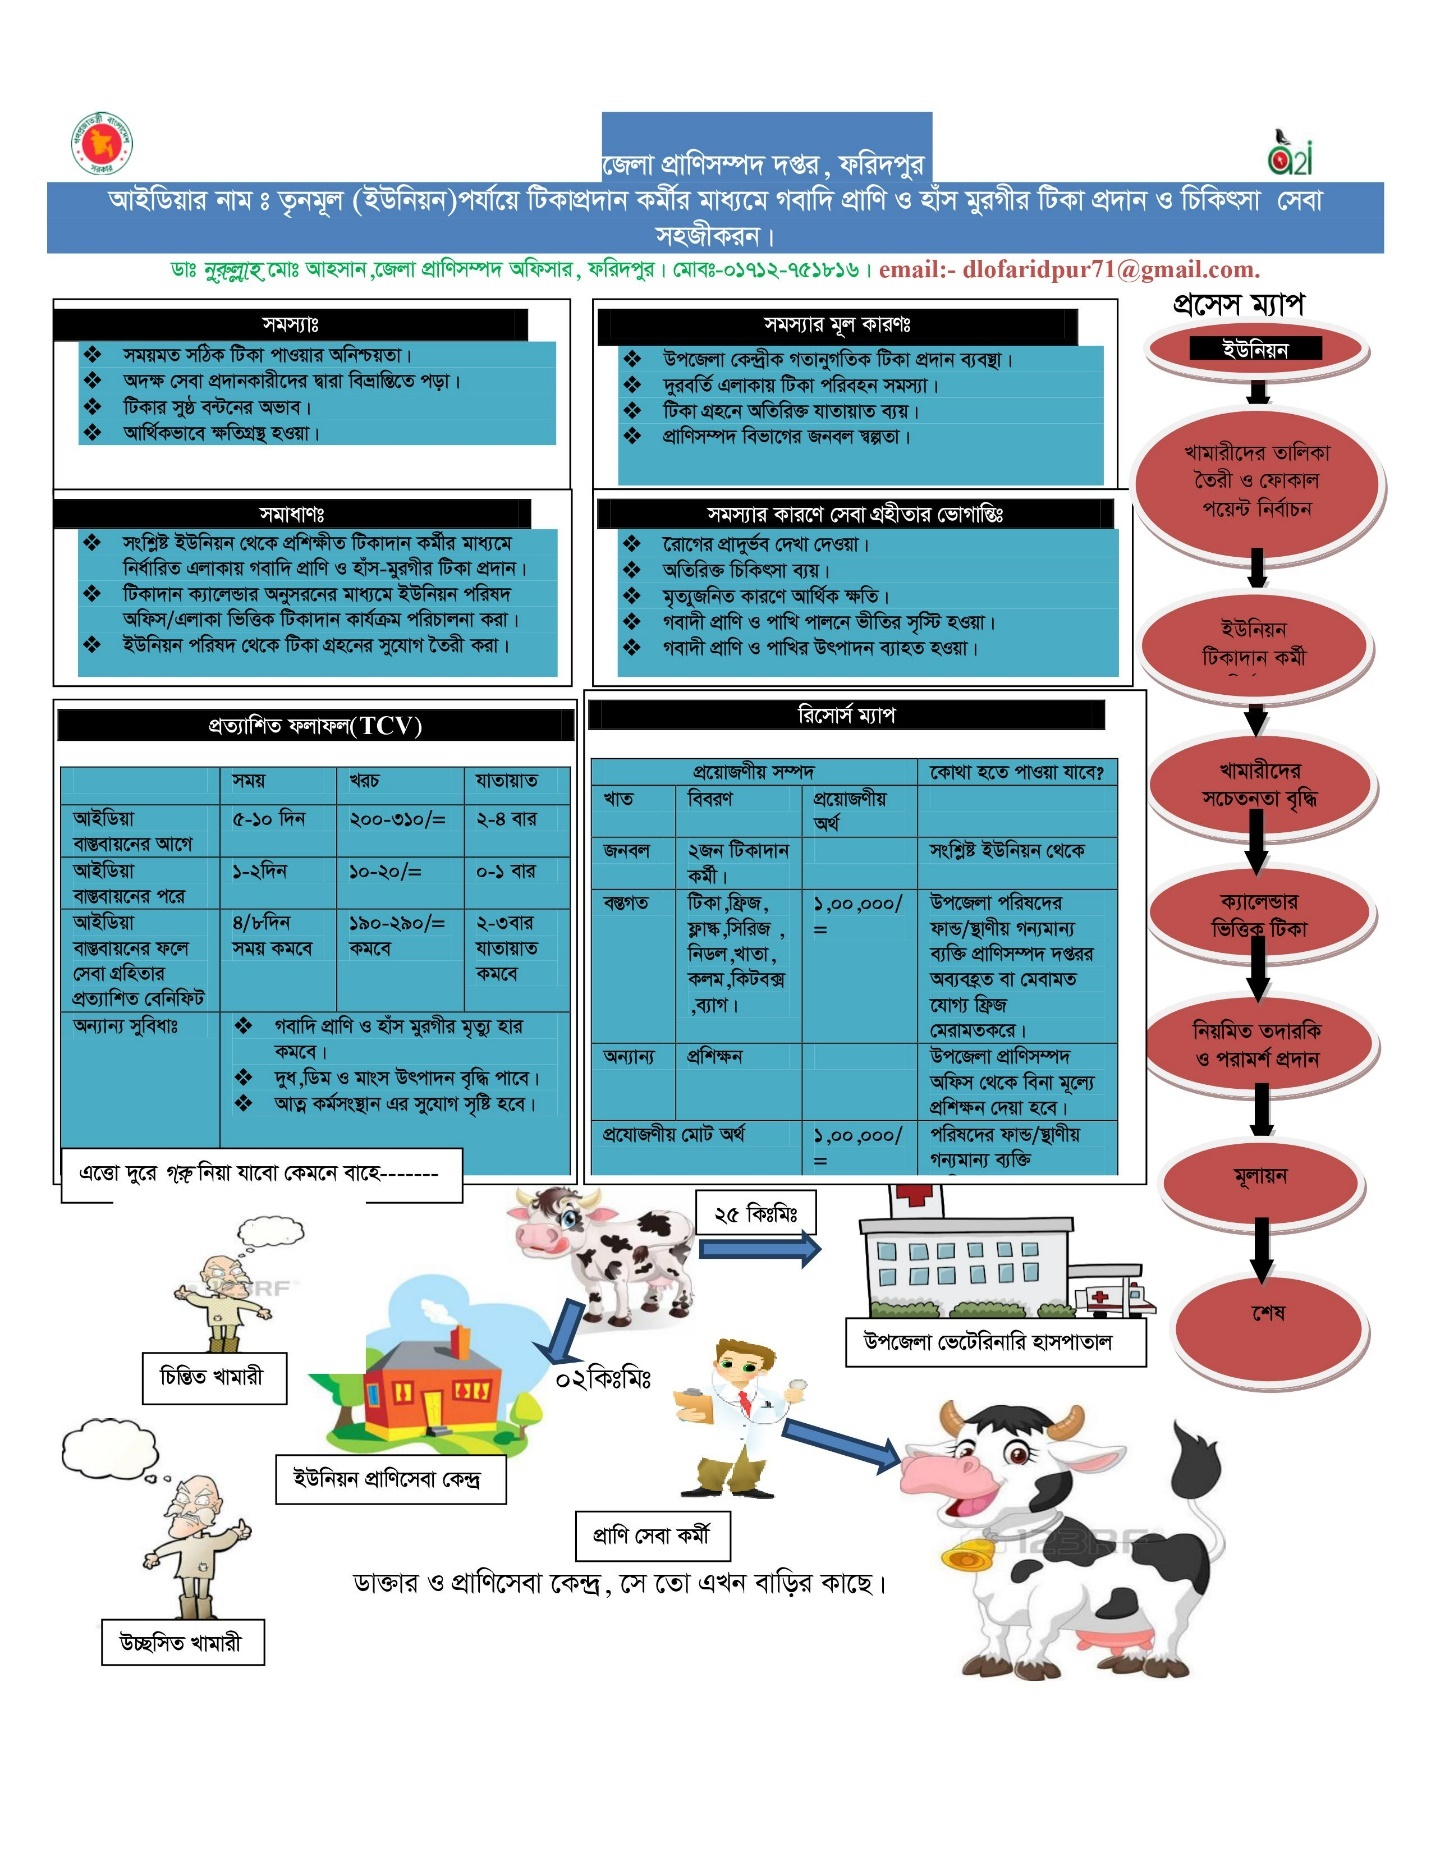 জেলা প্রাণিসম্পদ দপ্তর, ফরিদপুর
আইডিয়ার নাম ঃ তৃনমূল (ইউনিয়ন)পর্যায়ে টিকাপ্রদান কর্মীর মাধ্যমে গবাদি প্রাণি ও হাঁস মুরগীর টিকা প্রদান ও চিকিৎসা সেবা
সহজীকরন।
ডাঃ নুরুল্লাহ মোঃ আহসান,জেলা প্রাণিসম্পদ অফিসার, ফরিদপুর। মোবঃ-০১৭১২-৭৫১৮১৬। email:- dlofaridpur71@gmail.com.
সমস্যাঃ
❖ সময়মত সঠিক টিকা পাওয়ার অনিশ্চয়তা।
❖ অদক্ষ সেবা প্রদানকারীদের দ্বারা বিভ্রান্তিতে পড়া।
❖ টিকার সুষ্ঠ বন্টনের অভাব।
❖ আর্থিকভাবে ক্ষতিগ্রস্থ হওয়া।
সমস্যার মূল কারণঃ
❖ উপজেলা কেন্দ্রীক গতানুগতিক টিকা প্রদান ব্যবস্থা।
❖ দুরবর্তি এলাকায় টিকা পরিবহন সমস্যা।
❖ টিকা গ্রহনে অতিরিক্ত যাতায়াত ব্যয়।
❖ প্রাণিসম্পদ বিভাগের জনবল স্বল্পতা।
সমাধাণঃ
❖ সংশ্লিষ্ট ইউনিয়ন থেকে প্রশিক্ষীত টিকাদান কর্মীর মাধ্যমে
নির্ধারিত এলাকায় গবাদি প্রাণি ও হাঁস-মুরগীর টিকা প্রদান।
❖ টিকাদান ক্যালেন্ডার অনুসরনের মাধ্যমে ইউনিয়ন পরিষদ
অফিস/এলাকা ভিত্তিক টিকাদান কার্যক্রম পরিচালনা করা।
❖ ইউনিয়ন পরিষদ থেকে টিকা গ্রহনের সুযোগ তৈরী করা।
সমস্যার কারণে সেবা গ্রহীতার ভোগান্তিঃ
❖ রোগের প্রাদুর্ভব দেখা দেওয়া।
❖ অতিরিক্ত চিকিৎসা ব্যয়।
❖ মৃত্যুজনিত কারণে আর্থিক ক্ষতি।
❖ গবাদী প্রাণি ও পাখি পালনে ভীতির সৃস্টি হওয়া।
❖ গবাদী প্রাণি ও পাখির উৎপাদন ব্যাহত হওয়া।
প্রত্যাশিত ফলাফল(TCV)
সময় খরচ যাতায়াত
আইডিয়া ৫-১০ দিন ২০০-৩১০/= ২-৪ বার
বাস্তবায়নের আগে
আইডিয়া ১-২দিন ১০-২০/= ০-১ বার
বাস্তবায়নের পরে
আইডিয়া ৪/৮দিন ১৯০-২৯০/= ২-৩বার
বাস্তবায়নের ফলে সময় কমবে কমবে যাতায়াত
সেবা গ্রহিতার কমবে
প্রত্যাশিত বেনিফিট
অন্যান্য সুবিধাঃ ❖ গবাদি প্রাণি ও হাঁস মুরগীর মৃত্যু হার
কমবে।
❖ দুধ,ডিম ও মাংস উৎপাদন বৃদ্ধি পাবে।
❖ আত্ন কর্মসংস্থান এর সুযোগ সৃষ্টি হবে।
রিসোর্স ম্যাপ
প্রয়োজণীয় সম্পদ কোথা হতে পাওয়া যাবে?
খাত বিবরণ প্রয়োজণীয়
অর্থ
জনবল ২জন টিকাদান সংশ্লিষ্ট ইউনিয়ন থেকে
কর্মী।
বস্তগত টিকা,ফ্রিজ, ১,০০,০০০/ উপজেলা পরিষদের
ফ্লাস্ক,সিরিজ , = ফান্ড/স্থাণীয় গন্যমান্য
নিডল,খাতা, ব্যক্তি প্রাণিসম্পদ দপ্তরর
কলম,কিটবক্স অব্যবহৃত বা মেবামত
,ব্যাগ। যোগ্য ফ্রিজ
মেরামতকরে।
অন্যান্য প্রশিক্ষন উপজেলা প্রাণিসম্পদ
অফিস থেকে বিনা মূল্যে
প্রশিক্ষন দেয়া হবে।
প্রযোজণীয় মোট অর্থ ১,০০,০০০/ পরিষদের ফান্ড/স্থাণীয়
= গন্যমান্য ব্যক্তি
প্রসেস ম্যাপ
ইউনিয়ন
খামারীদের তালিকা
তৈরী ও ফোকাল
পয়েন্ট নির্বাচন
ইউনিয়ন
টিকাদান কর্মী
খামারীদের
সচেতনতা বৃদ্ধি
ক্যালেন্ডার
ভিত্তিক টিকা
নিয়মিত তদারকি
ও পরামর্শ প্রদান
মূলায়ন
শেষ
এত্তো দুরে গরু নিয়া যাবো কেমনে বাহে-------
২৫ কিঃমিঃ
উপজেলা ভেটেরিনারি হাসপাতাল
চিন্তিত খামারী
০২কিঃমিঃ
ইউনিয়ন প্রাণিসেবা কেন্দ্র
প্রাণি সেবা কর্মী
ডাক্তার ও প্রাণিসেবা কেন্দ্র, সে তো এখন বাড়ির কাছে।
উচ্ছসিত খামারী